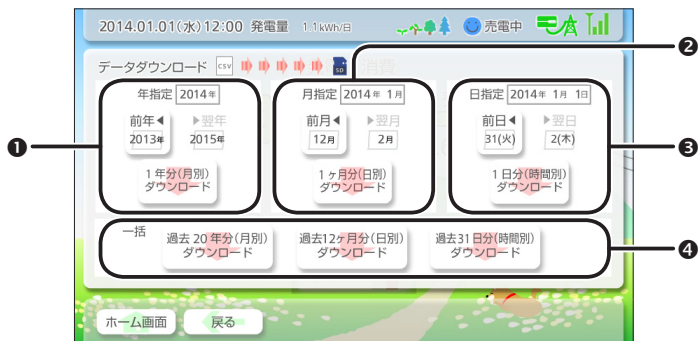 2014.01.01(水)12:00 発電量 1.1kWh/日 売電中
データダウンロード CSV SD 消費
年指定 2014年
前年 翌年
2013年 2015年
1年分(月別)
ダウンロード
月指定 2014年 1月
前月 翌月
12月 2月
1ヶ月分(日別)
ダウンロード
日指定 2014年 1月 1日
前日 翌日
31(火) 2(木)
1日分(時間別)
ダウンロード
一括
過去20年分(月別)
ダウンロード
過去12ヶ月分(日別)
ダウンロード
過去31日分(時間別)
ダウンロード
ホーム画面 戻る
❶
❷
❸
❹